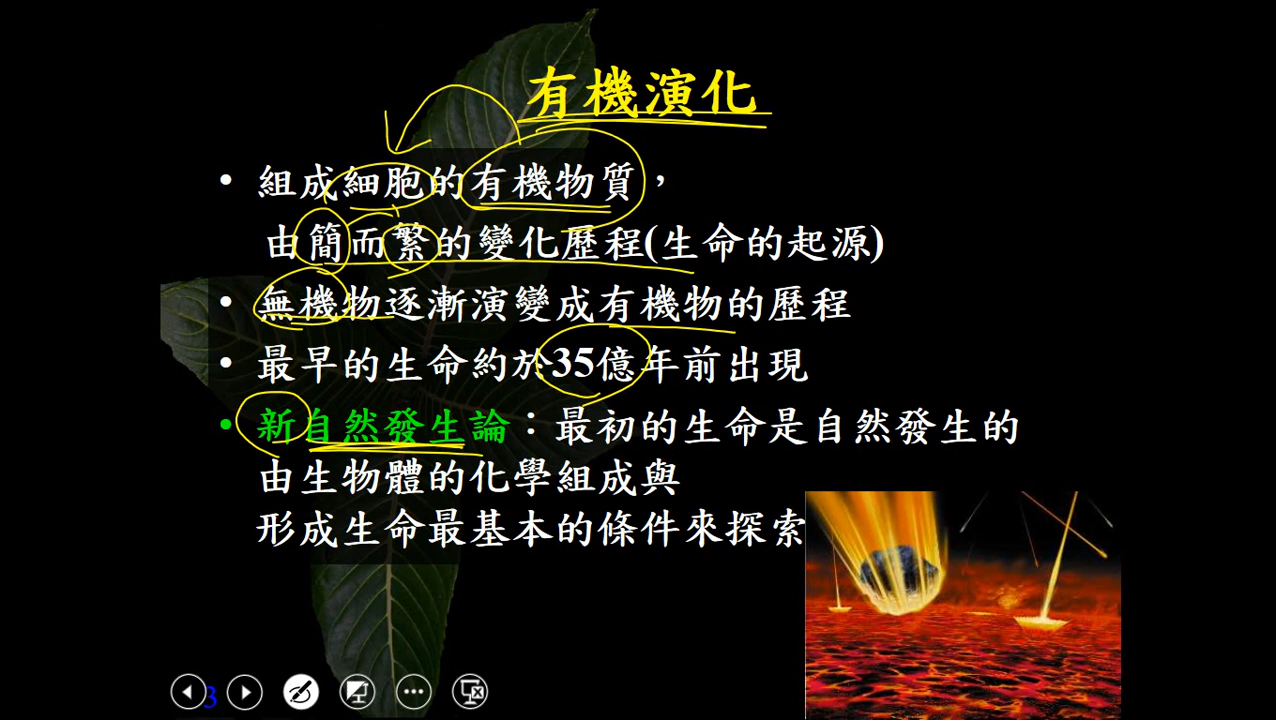 有機演化
• 組成細胞的有機物質，
由簡而繁的變化歷程(生命的起源)
• 無機物逐漸演變成有機物的歷程
• 最早的生命約於35億年前出現
• 新自然發生論：最初的生命是自然發生的
由生物體的化學組成與
形成生命最基本的條件來探索
3